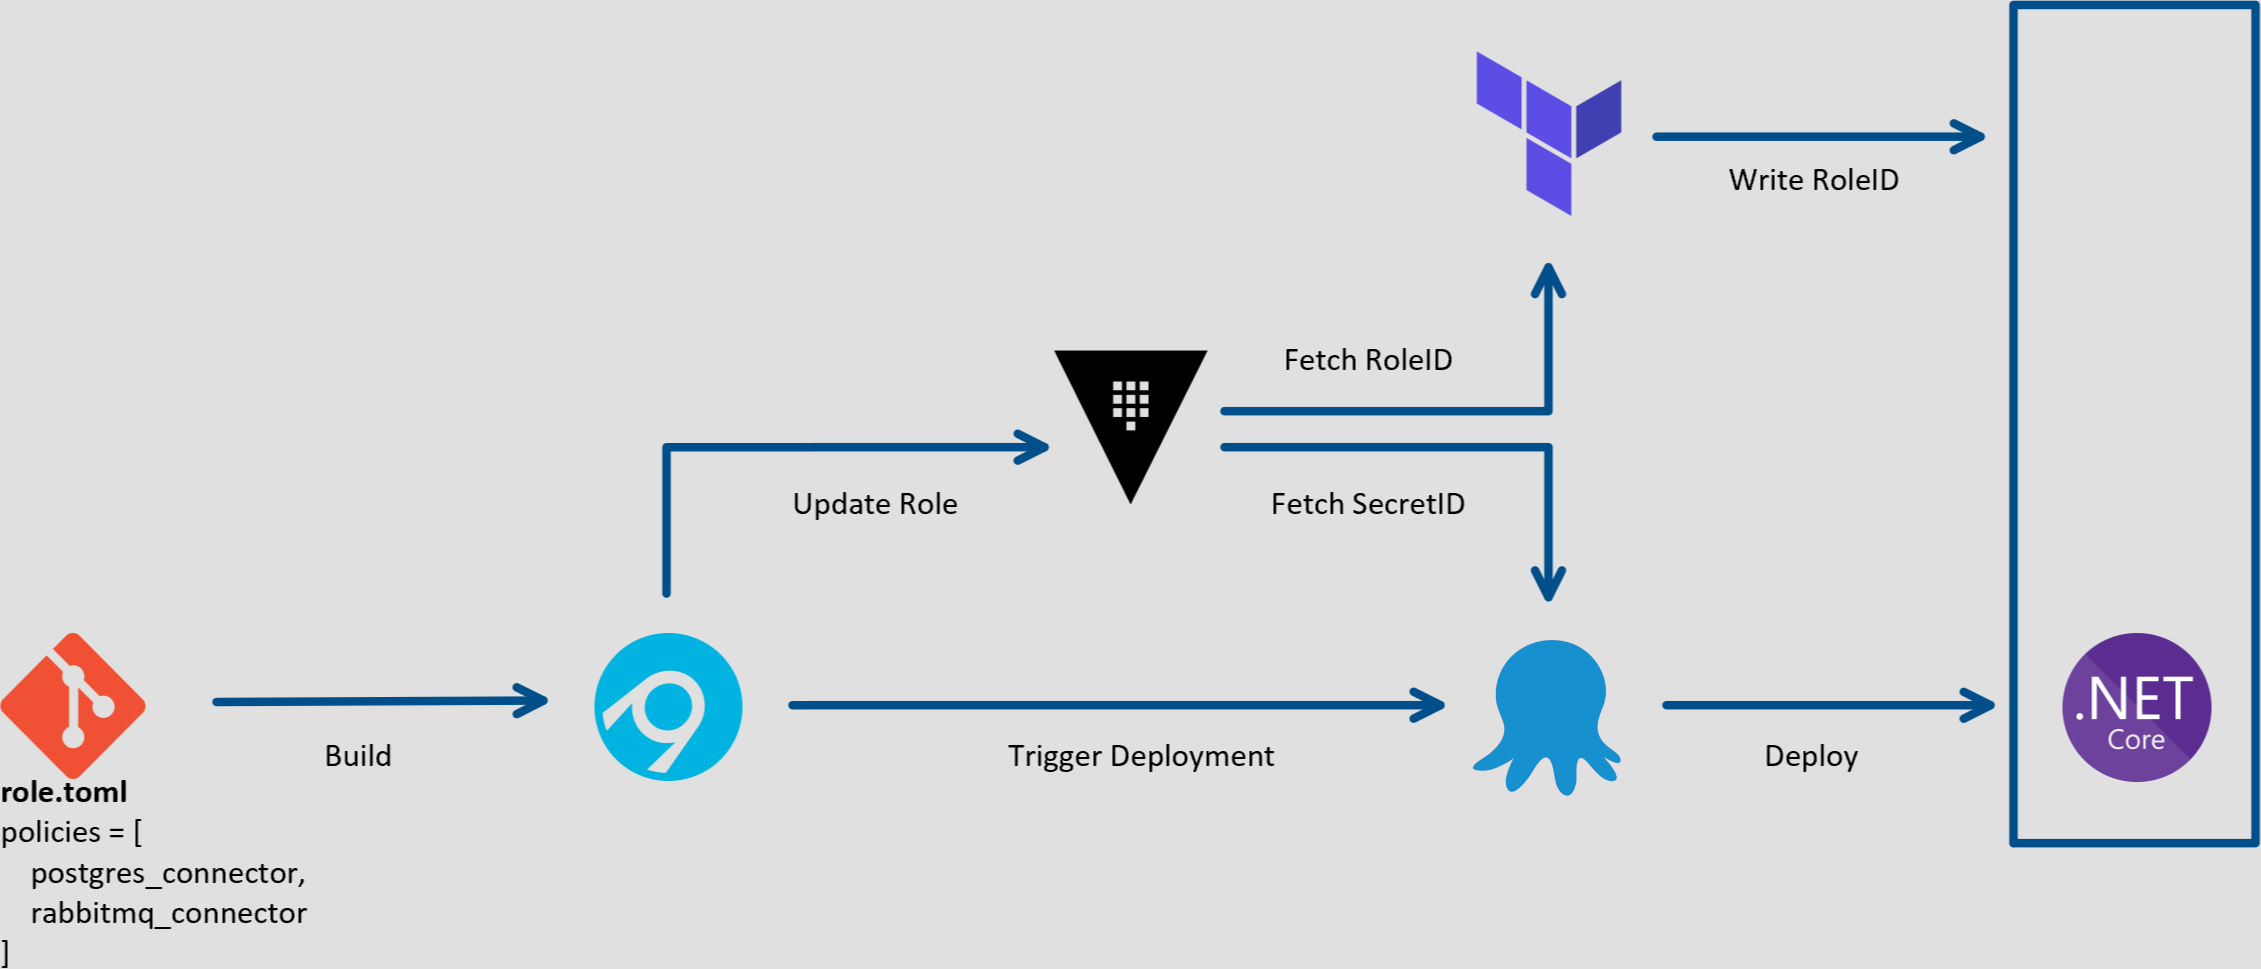 Write RoleID
Fetch RoleID
Update Role
Fetch SecretID
Build
Trigger Deployment
Deploy
.NET
Core
role.toml
policies = [
    postgres_connector,
    rabbitmq_connector
]